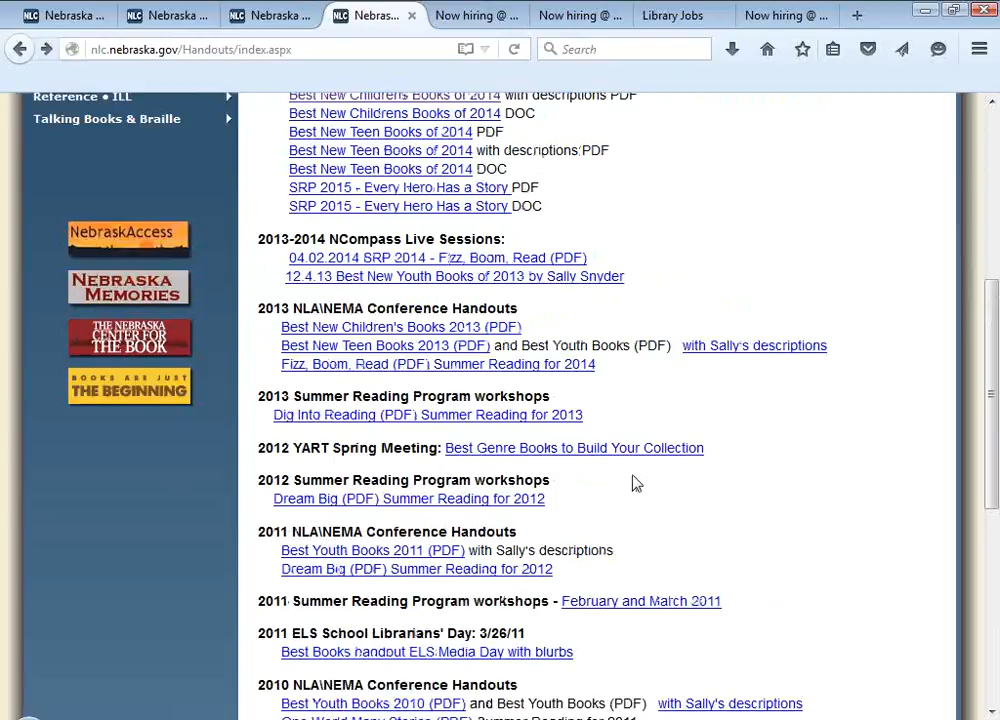 Nebraska ...
Nebraska ...
Nebraska ...
Nebras...
Now hiring @ ...
Now hiring @ ...
Library Jobs
Now hiring @ ...
nlc.nebraska.gov/Handouts/index.aspx
Search
Reference • ILL
Talking Books & Braille
NebraskAccess
NEBRASKA MEMORIES
THE NEBRASKA CENTER FOR THE BOOK
BOOKS ARE JUST THE BEGINNING
Best New Childrens Books of 2014 with descriptions PDF
Best New Childrens Books of 2014 DOC
Best New Teen Books of 2014 PDF
Best New Teen Books of 2014 with descriptions PDF
Best New Teen Books of 2014 DOC
SRP 2015 - Every Hero Has a Story PDF
SRP 2015 - Every Hero Has a Story DOC
2013-2014 NCompass Live Sessions:
04.02.2014 SRP 2014 - Fizz, Boom, Read (PDF)
12.4.13 Best New Youth Books of 2013 by Sally Snyder
2013 NLA\NEMA Conference Handouts
Best New Children's Books 2013 (PDF)
Best New Teen Books 2013 (PDF) and Best Youth Books (PDF) with Sally's descriptions
Fizz, Boom, Read (PDF) Summer Reading for 2014
2013 Summer Reading Program workshops
Dig Into Reading (PDF) Summer Reading for 2013
2012 YART Spring Meeting: Best Genre Books to Build Your Collection
2012 Summer Reading Program workshops
Dream Big (PDF) Summer Reading for 2012
2011 NLA\NEMA Conference Handouts
Best Youth Books 2011 (PDF) with Sally's descriptions
Dream Big (PDF) Summer Reading for 2012
2011 Summer Reading Program workshops - February and March 2011
2011 ELS School Librarians' Day: 3/26/11
Best Books handout ELS Media Day with blurbs
2010 NLA\NEMA Conference Handouts
Best Youth Books 2010 (PDF) and Best Youth Books (PDF) with Sally's descriptions
One World Many Stories (PDF) Summer Reading for 2011